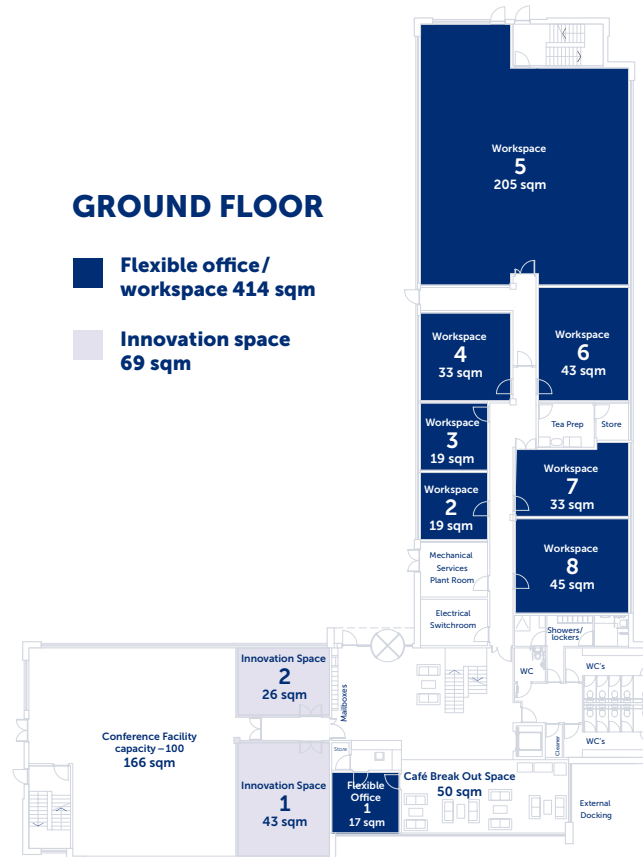 GROUND FLOOR
Flexible office/
workspace 414 sqm
Innovation space
69 sqm
Workspace
5
205 sqm
Workspace
4
33 sqm
Workspace
6
43 sqm
Workspace
3
19 sqm
Tea Prep
Store
Workspace
2
19 sqm
Workspace
7
33 sqm
Mechanical
Services
Plant Room
Workspace
8
45 sqm
Electrical
Switchroom
Showers/
lockers
WC
WC's
WC's
Cleaner
Innovation Space
2
26 sqm
Mailboxes
Conference Facility
capacity –100
166 sqm
Store
Innovation Space
1
43 sqm
Flexible
Office
1
17 sqm
Café Break Out Space
50 sqm
External
Docking